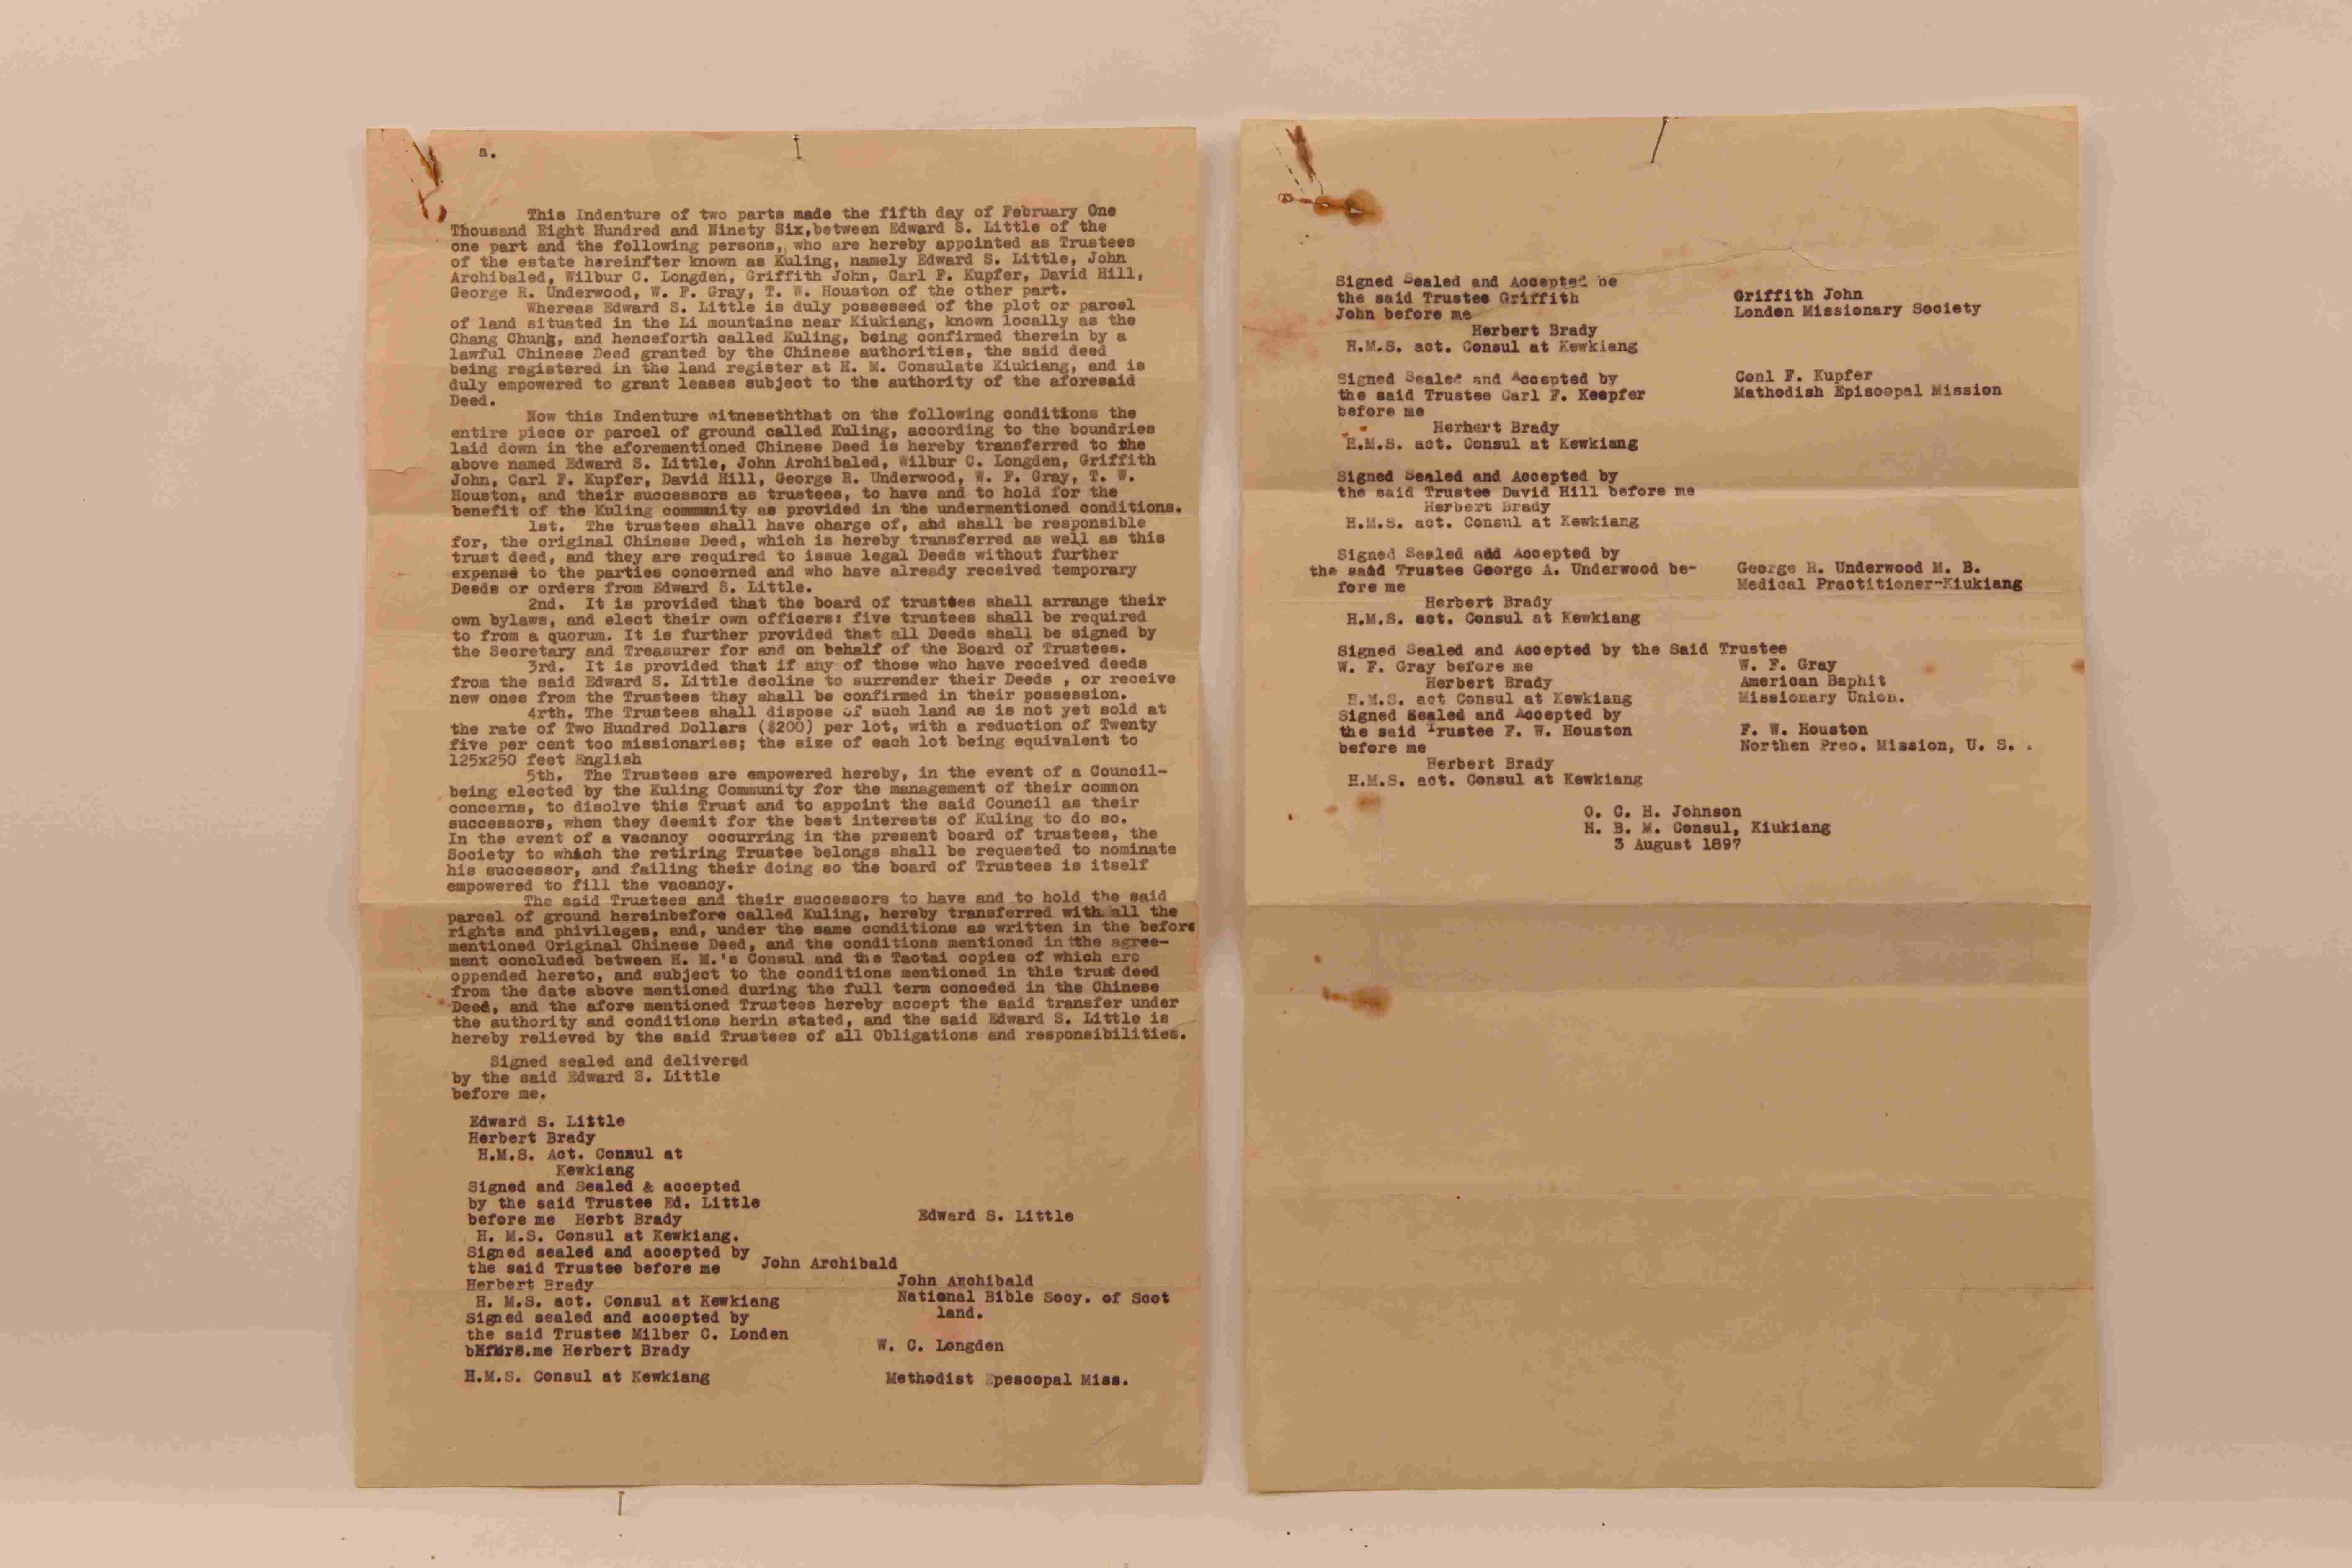 a.
This Indenture of two parts made the fifth day of February One
Thousand Eight Hundred and Ninety Six,between Edward S. Little of the
one part and the following persons, who are hereby appointed as Trustees
of the estate hereinfter known as Kuling, namely Edward S. Little, John
Archibaled, Wilbur C. Longden, Griffith John, Carl F. Kupfer, David Hill,
George R. Underwood, W. F. Gray, T. W. Houston of the other part.
Whereas Edward S. Little is duly possessed of the plot or parcel
of land situated in the Li mountains near Kiukiang, known locally as the
Chang Chung, and henceforth called Kuling, being confirmed therein by a
lawful Chinese Deed granted by the Chinese authorities, the said deed
being registered in the land register at H. M. Consulate Kiukiang, and is
duly empowered to grant leases subject to the authority of the aforesaid
Deed.
Now this Indenture witneseththat on the following conditions the
entire piece or parcel of ground called Kuling, according to the boundries
laid down in the aforementioned Chinese Deed is hereby transferred to the
above named Edward S. Little, John Archibaled, Wilbur C. Longden, Griffith
John, Carl F. Kupfer, David Hill, George R. Underwood, W. F. Gray, T. W.
Houston, and their successors as trustees, to have and to hold for the
benefit of the Kuling community as provided in the undermentioned conditions.
1st. The trustees shall have charge of, and shall be responsible
for, the original Chinese Deed, which is hereby transferred as well as this
trust deed, and they are required to issue legal Deeds without further
expense to the parties concerned and who have already received temporary
Deeds or orders from Edward S. Little.
2nd. It is provided that the board of trustees shall arrange their
own bylaws, and elect their own officers: five trustees shall be required
to from a quorum. It is further provided that all Deeds shall be signed by
the Secretary and Treasurer for and on behalf of the Board of Trustees.
3rd. It is provided that if any of those who have received deeds
from the said Edward S. Little decline to surrender their Deeds , or receive
new ones from the Trustees they shall be confirmed in their possession.
4rth. The Trustees shall dispose of such land as is not yet sold at
the rate of Two Hundred Dollars ($200) per lot, with a reduction of Twenty
five per cent too missionaries; the size of each lot being equivalent to
125x250 feet English
5th. The Trustees are empowered hereby, in the event of a Council-
being elected by the Kuling Community for the management of their common
concerns, to disolve this Trust and to appoint the said Council as their
successors, when they deemit for the best interests of Kuling to do so.
In the event of a vacancy occurring in the present board of trustees, the
Society to which the retiring Trustee belongs shall be requested to nominate
his successor, and failing their doing so the board of Trustees is itself
empowered to fill the vacancy.
The said Trustees and their successors to have and to hold the said
parcel of ground hereinbefore called Kuling, hereby transferred with all the
rights and phivileges, and, under the same conditions as written in the before
mentioned Original Chinese Deed, and the conditions mentioned in tthe agree-
ment concluded between H. M.'s Consul and the Taotai copies of which are
oppended hereto, and subject to the conditions mentioned in this trust deed
from the date above mentioned during the full term conceded in the Chinese
Deed, and the afore mentioned Trustees hereby accept the said transfer under
the authority and conditions herin stated, and the said Edward S. Little is
hereby relieved by the said Trustees of all Obligations and responsibilities.
Signed sealed and delivered
by the said Edward S. Little
before me.
Edward S. Little
Herbert Brady
H.M.S. Act. Consul at
Kewkiang
Signed and Sealed & accepted
by the said Trustee Ed. Little
before me Herbt Brady Edward S. Little
H. M.S. Consul at Kewkiang.
Signed sealed and accepted by
the said Trustee before me John Archibald
Herbert Brady John Archibald
H. M.S. act. Consul at Kewkiang National Bible Socy. of Scot
Signed sealed and accepted by land.
the said Trustee Milber C. Londen
me Herbert Brady W. C. Longden
H.M.S. Consul at Kewkiang Methodist Epescopal Miss.
Signed Sealed and Accepted be
the said Trustee Griffith Griffith John
John before me London Missionary Society
Herbert Brady
H.M.S. act. Consul at Kewkiang
Signed Sealed and Accepted by Conl F. Kupfer
the said Trustee Carl F. Keepfer Mathodish Episcopal Mission
before me
Herbert Brady
H.M.S. act. Consul at Kewkiang
Signed Sealed and Accepted by
the said Trustee David Hill before me
Herbert Brady
H.M.S. act. Consul at Kewkiang
Signed Sealed add Accepted by
the said Trustee George A. Underwood be- George R. Underwood M. B.
fore me Medical Practitioner-Kiukiang
Herbert Brady
H.M.S. act. Consul at Kewkiang
Signed Sealed and Accepted by the Said Trustee
W. F. Gray before me W. F. Gray
Herbert Brady American Baphit
H.M.S. act Consul at Kewkiang Missionary Union.
Signed Sealed and Accepted by
the said Trustee F. W. Houston F. W. Houston
before me Northen Preo. Mission, U. S. .
Herbert Brady
H.M.S. act. Consul at Kewkiang
O. C. H. Johnson
H. B. M. Consul, Kiukiang
3 August 1897